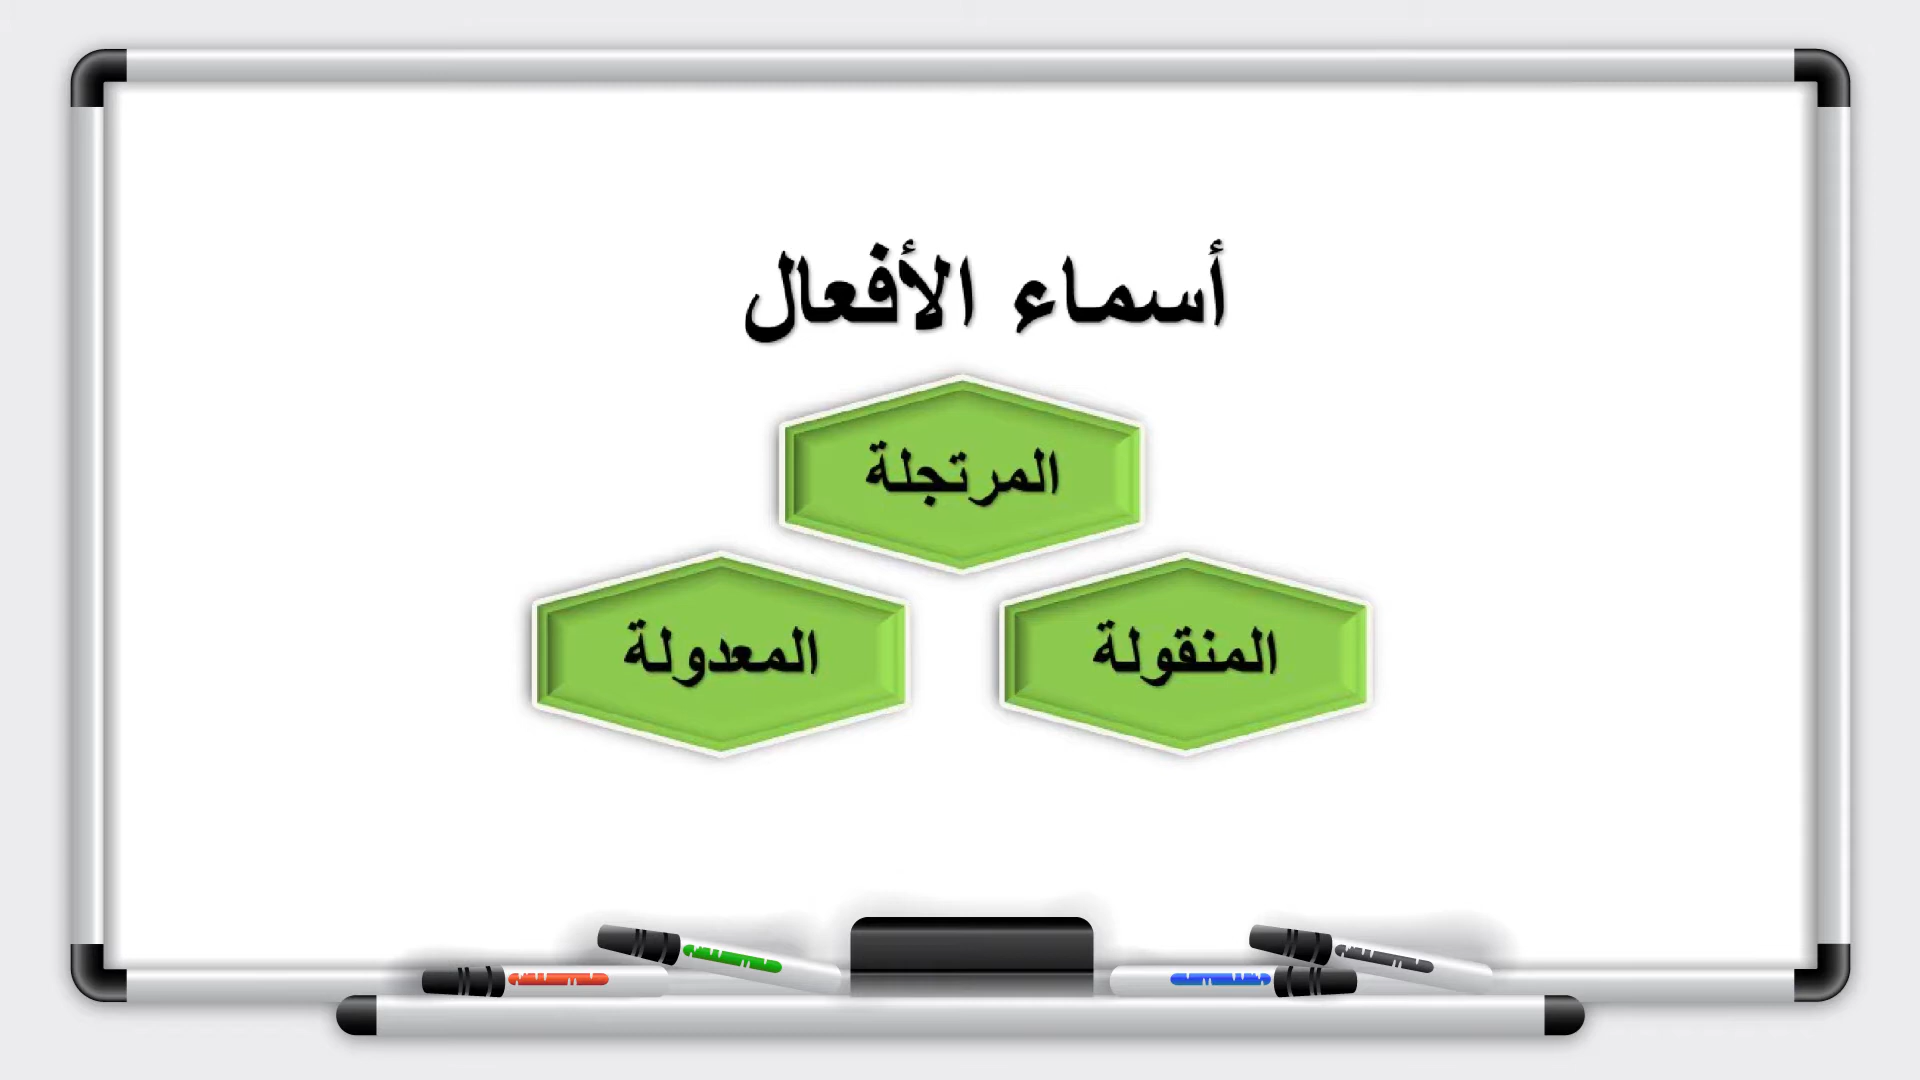 أسماء الأفعال
المرتجلة
المنقولة
المعدولة